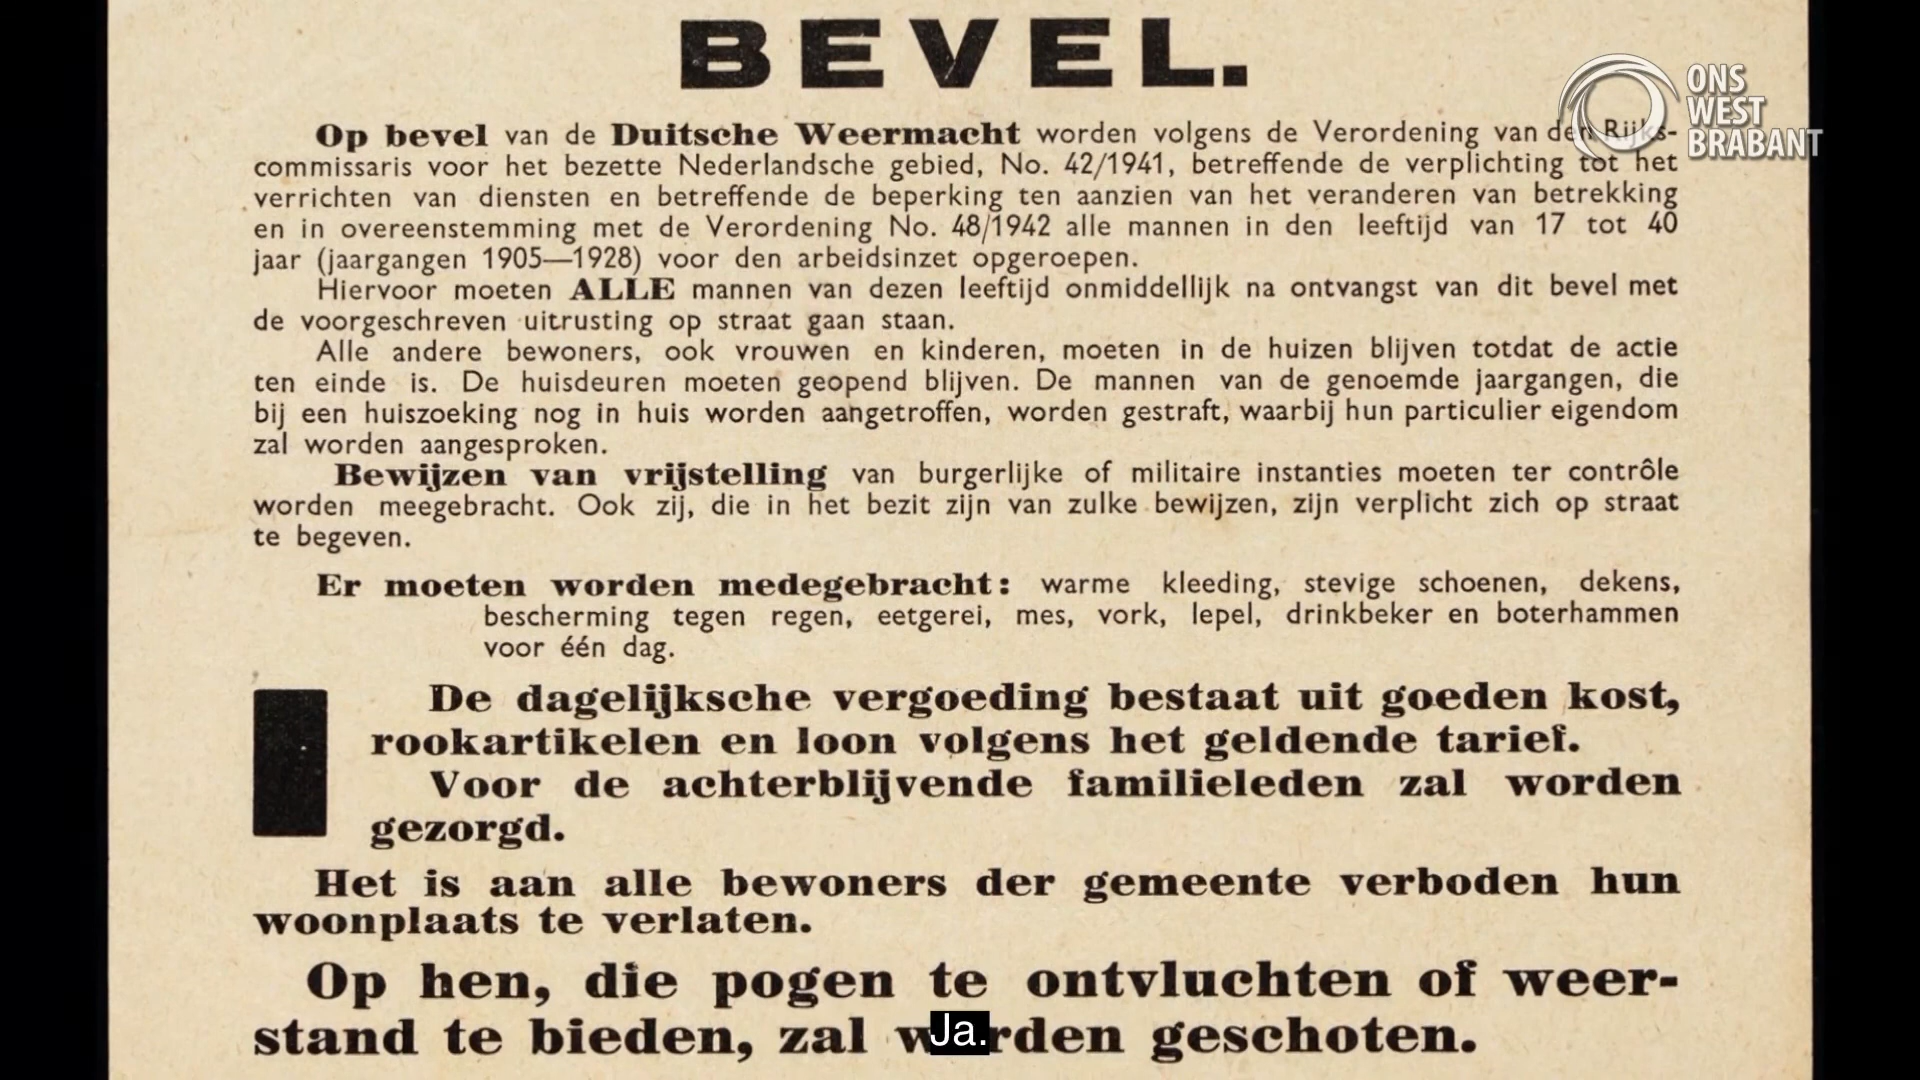 BEVEL.
ONS
WEST
BRABANT
Op bevel van de Duitsche Weermacht worden volgens de Verordening van den Rijks-
commissaris voor het bezette Nederlandsche gebied, No. 42/1941, betreffende de verplichting tot het
verrichten van diensten en betreffende de beperking ten aanzien van het veranderen van betrekking
en in overeenstemming met de Verordening No. 48/1942 alle mannen in den leeftijd van 17 tot 40
jaar (jaargangen 1905—1928) voor den arbeidsinzet opgeroepen.
Hiervoor moeten ALLE mannen van dezen leeftijd onmiddellijk na ontvangst van dit bevel met
de voorgeschreven uitrusting op straat gaan staan.
Alle andere bewoners, ook vrouwen en kinderen, moeten in de huizen blijven totdat de actie
ten einde is. De huisdeuren moeten geopend blijven. De mannen van de genoemde jaargangen, die
bij een huiszoeking nog in huis worden aangetroffen, worden gestraft, waarbij hun particulier eigendom
zal worden aangesproken.
Bewijzen van vrijstelling van burgerlijke of militaire instanties moeten ter contrôle
worden meegebracht. Ook zij, die in het bezit zijn van zulke bewijzen, zijn verplicht zich op straat
te begeven.
Er moeten worden medegebracht: warme kleeding, stevige schoenen, dekens,
bescherming tegen regen, eetgerei, mes, vork, lepel, drinkbeker en boterhammen
voor één dag.
De dagelijksche vergoeding bestaat uit goeden kost,
rookartikelen en loon volgens het geldende tarief.
Voor de achterblijvende familieleden zal worden
gezorgd.
Het is aan alle bewoners der gemeente verboden hun
woonplaats te verlaten.
Op hen, die pogen te ontvluchten of weer-
stand te bieden, zal worden geschoten.
Ja.